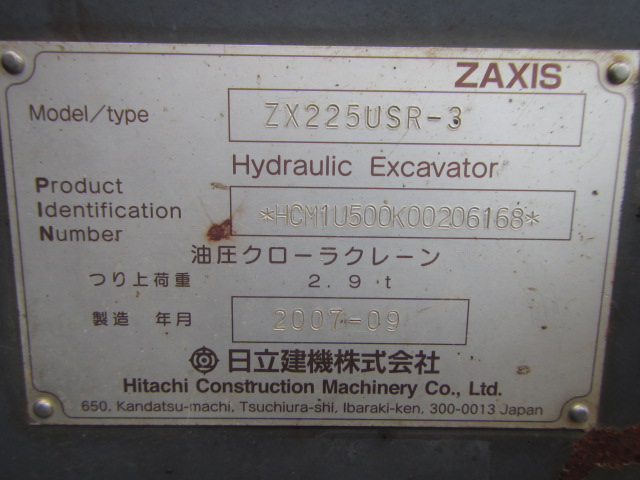 ZAXIS
Model/type ZX225USR-3
Hydraulic Excavator
Product
Identification *HCM1U500K00206168*
Number
油圧クローラクレーン
つり上荷重 2.9 t
製造 年月 2007-09
日立建機株式会社
Hitachi Construction Machinery Co., Ltd.
650, Kandatsu-machi, Tsuchiura-shi, Ibaraki-ken, 300-0013 Japan